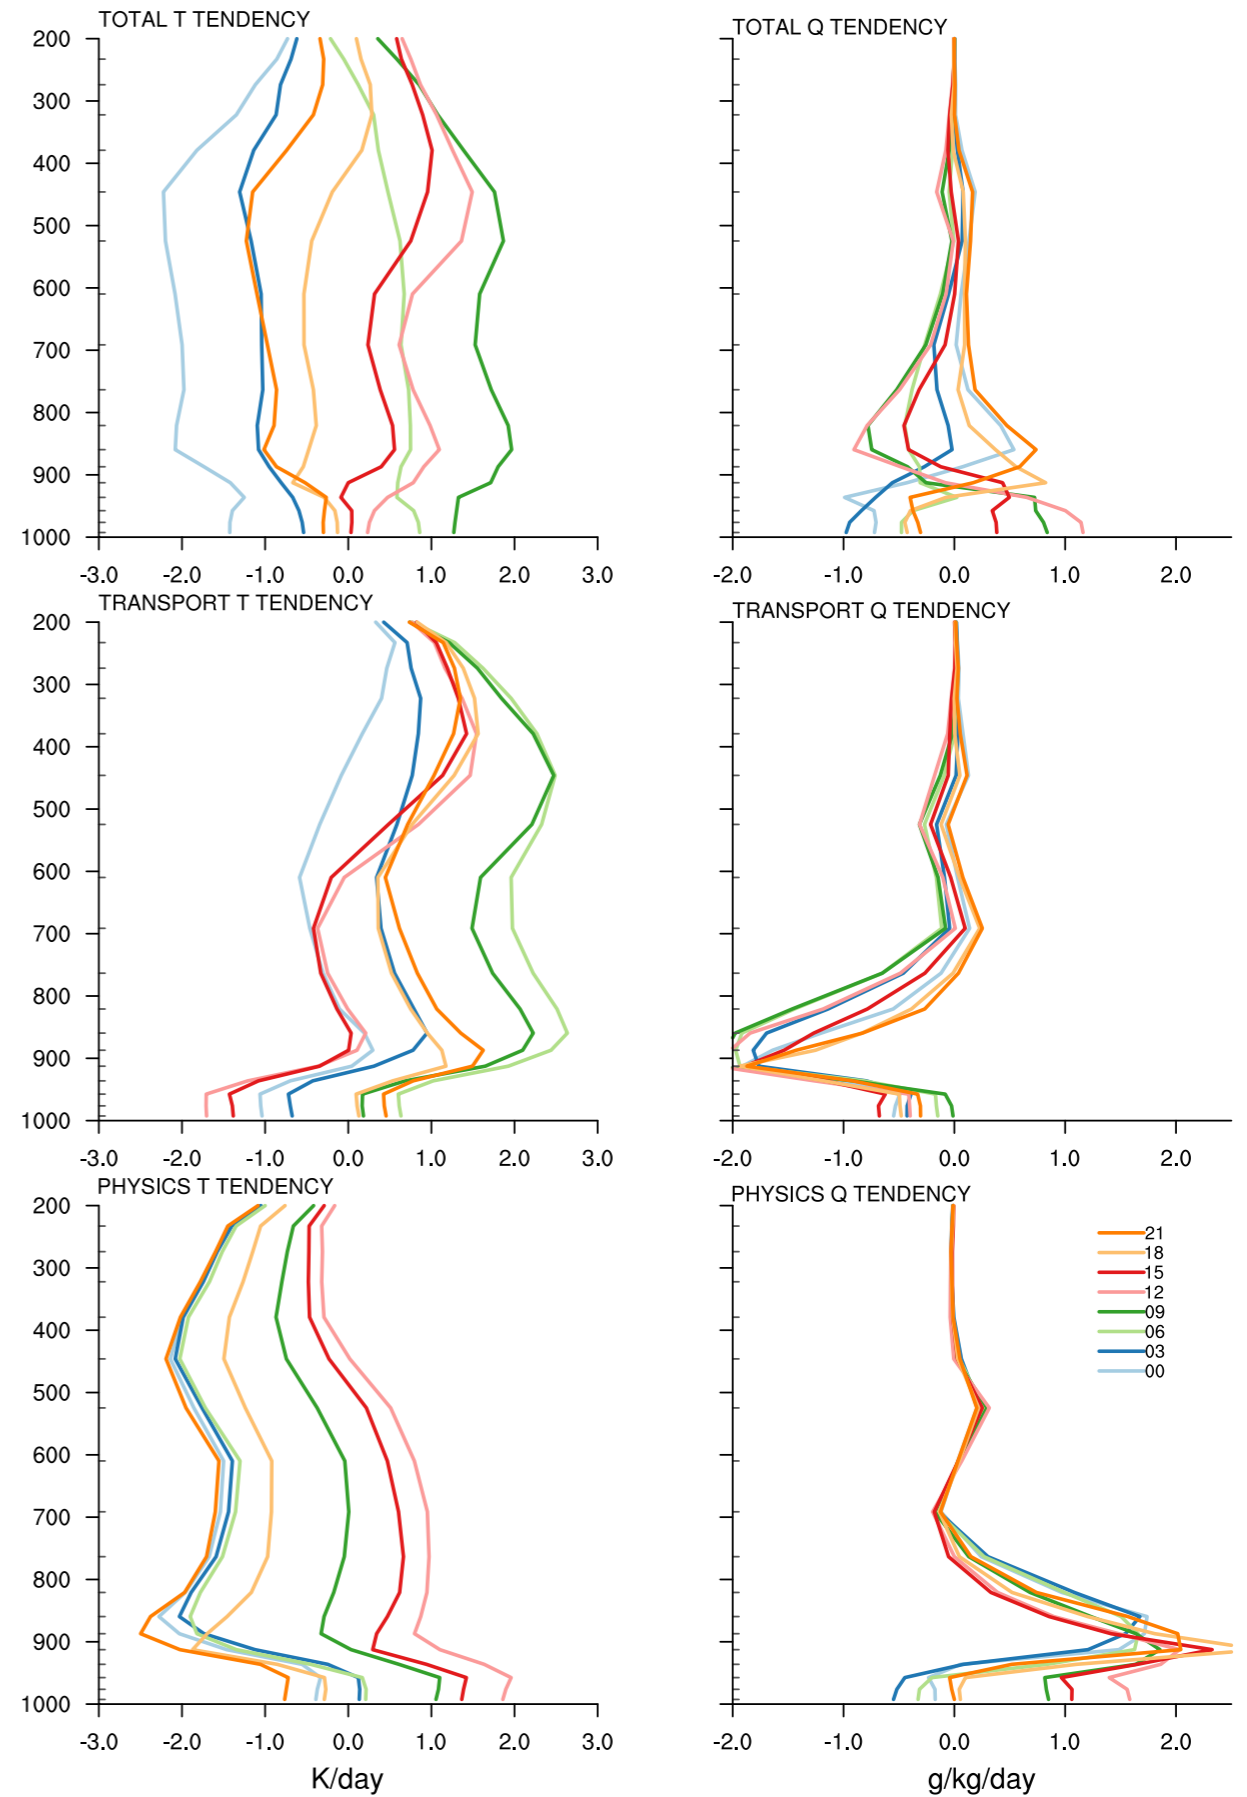 TOTAL T TENDENCY
200
300
400
500
600
700
800
900
1000
-3.0 -2.0 -1.0 0.0 1.0 2.0 3.0
TOTAL Q TENDENCY
-2.0 -1.0 0.0 1.0 2.0
TRANSPORT T TENDENCY
200
300
400
500
600
700
800
900
1000
-3.0 -2.0 -1.0 0.0 1.0 2.0 3.0
TRANSPORT Q TENDENCY
-2.0 -1.0 0.0 1.0 2.0
PHYSICS T TENDENCY
200
300
400
500
600
700
800
900
1000
-3.0 -2.0 -1.0 0.0 1.0 2.0 3.0
K/day
PHYSICS Q TENDENCY
21
18
15
12
09
06
03
00
-2.0 -1.0 0.0 1.0 2.0
g/kg/day